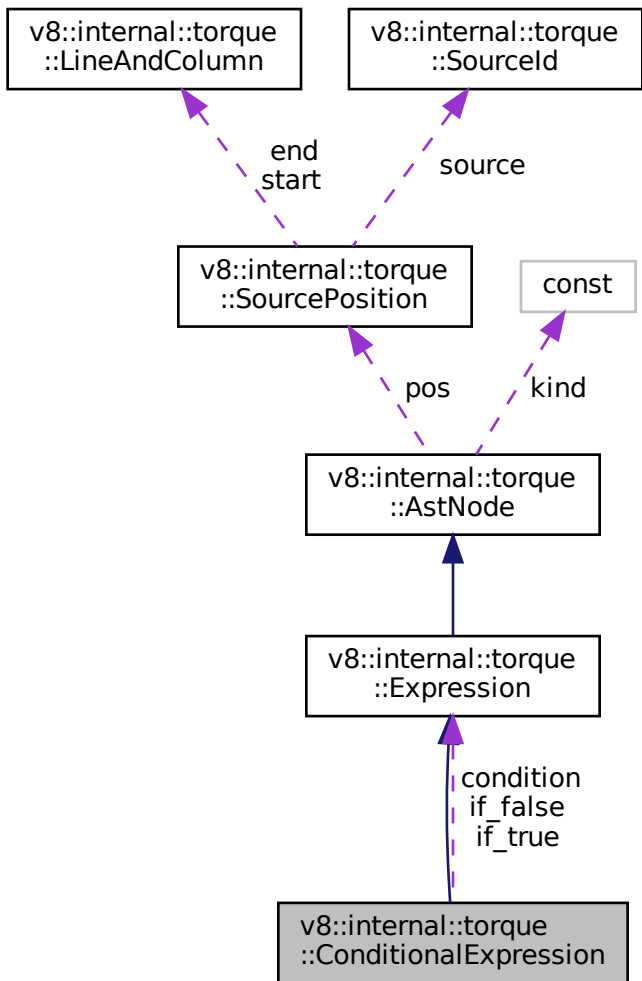 v8::internal::torque
::LineAndColumn
v8::internal::torque
::SourceId
end
start
source
v8::internal::torque
::SourcePosition
const
pos
kind
v8::internal::torque
::AstNode
v8::internal::torque
::Expression
condition
if_false
if_true
v8::internal::torque
::ConditionalExpression